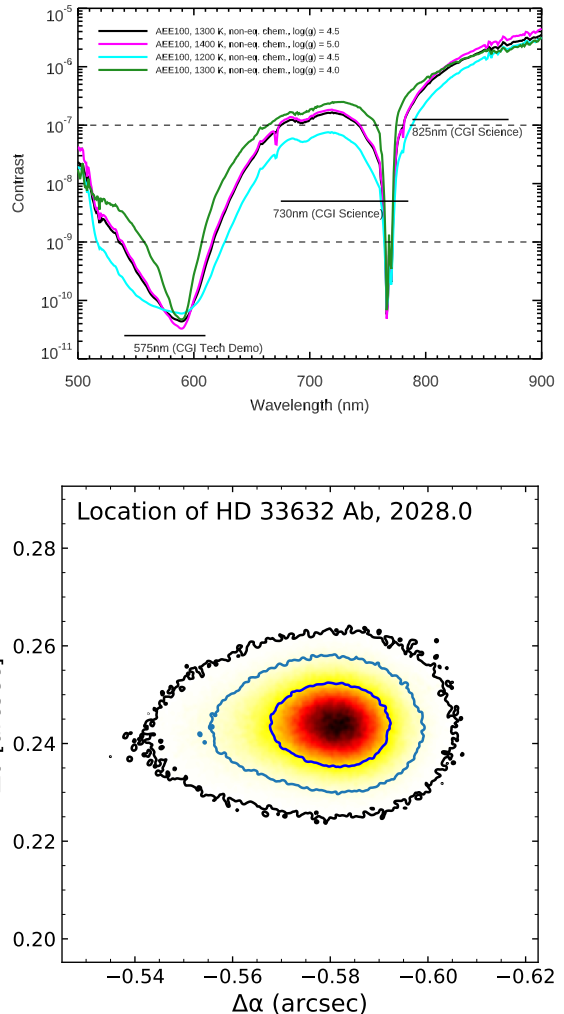 10^-5
10^-6
10^-7
10^-8
10^-9
10^-10
10^-11
Contrast
AEE100, 1300 K, non-eq. chem., log(g) = 4.5
AEE100, 1400 K, non-eq. chem., log(g) = 5.0
AEE100, 1200 K, non-eq. chem., log(g) = 4.5
AEE100, 1300 K, non-eq. chem., log(g) = 4.0
825nm (CGI Science)
730nm (CGI Science)
575nm (CGI Tech Demo)
500 600 700 800 900
Wavelength (nm)
Location of HD 33632 Ab, 2028.0
0.28
0.26
0.24
0.22
0.20
−0.54 −0.56 −0.58 −0.60 −0.62
Δα (arcsec)